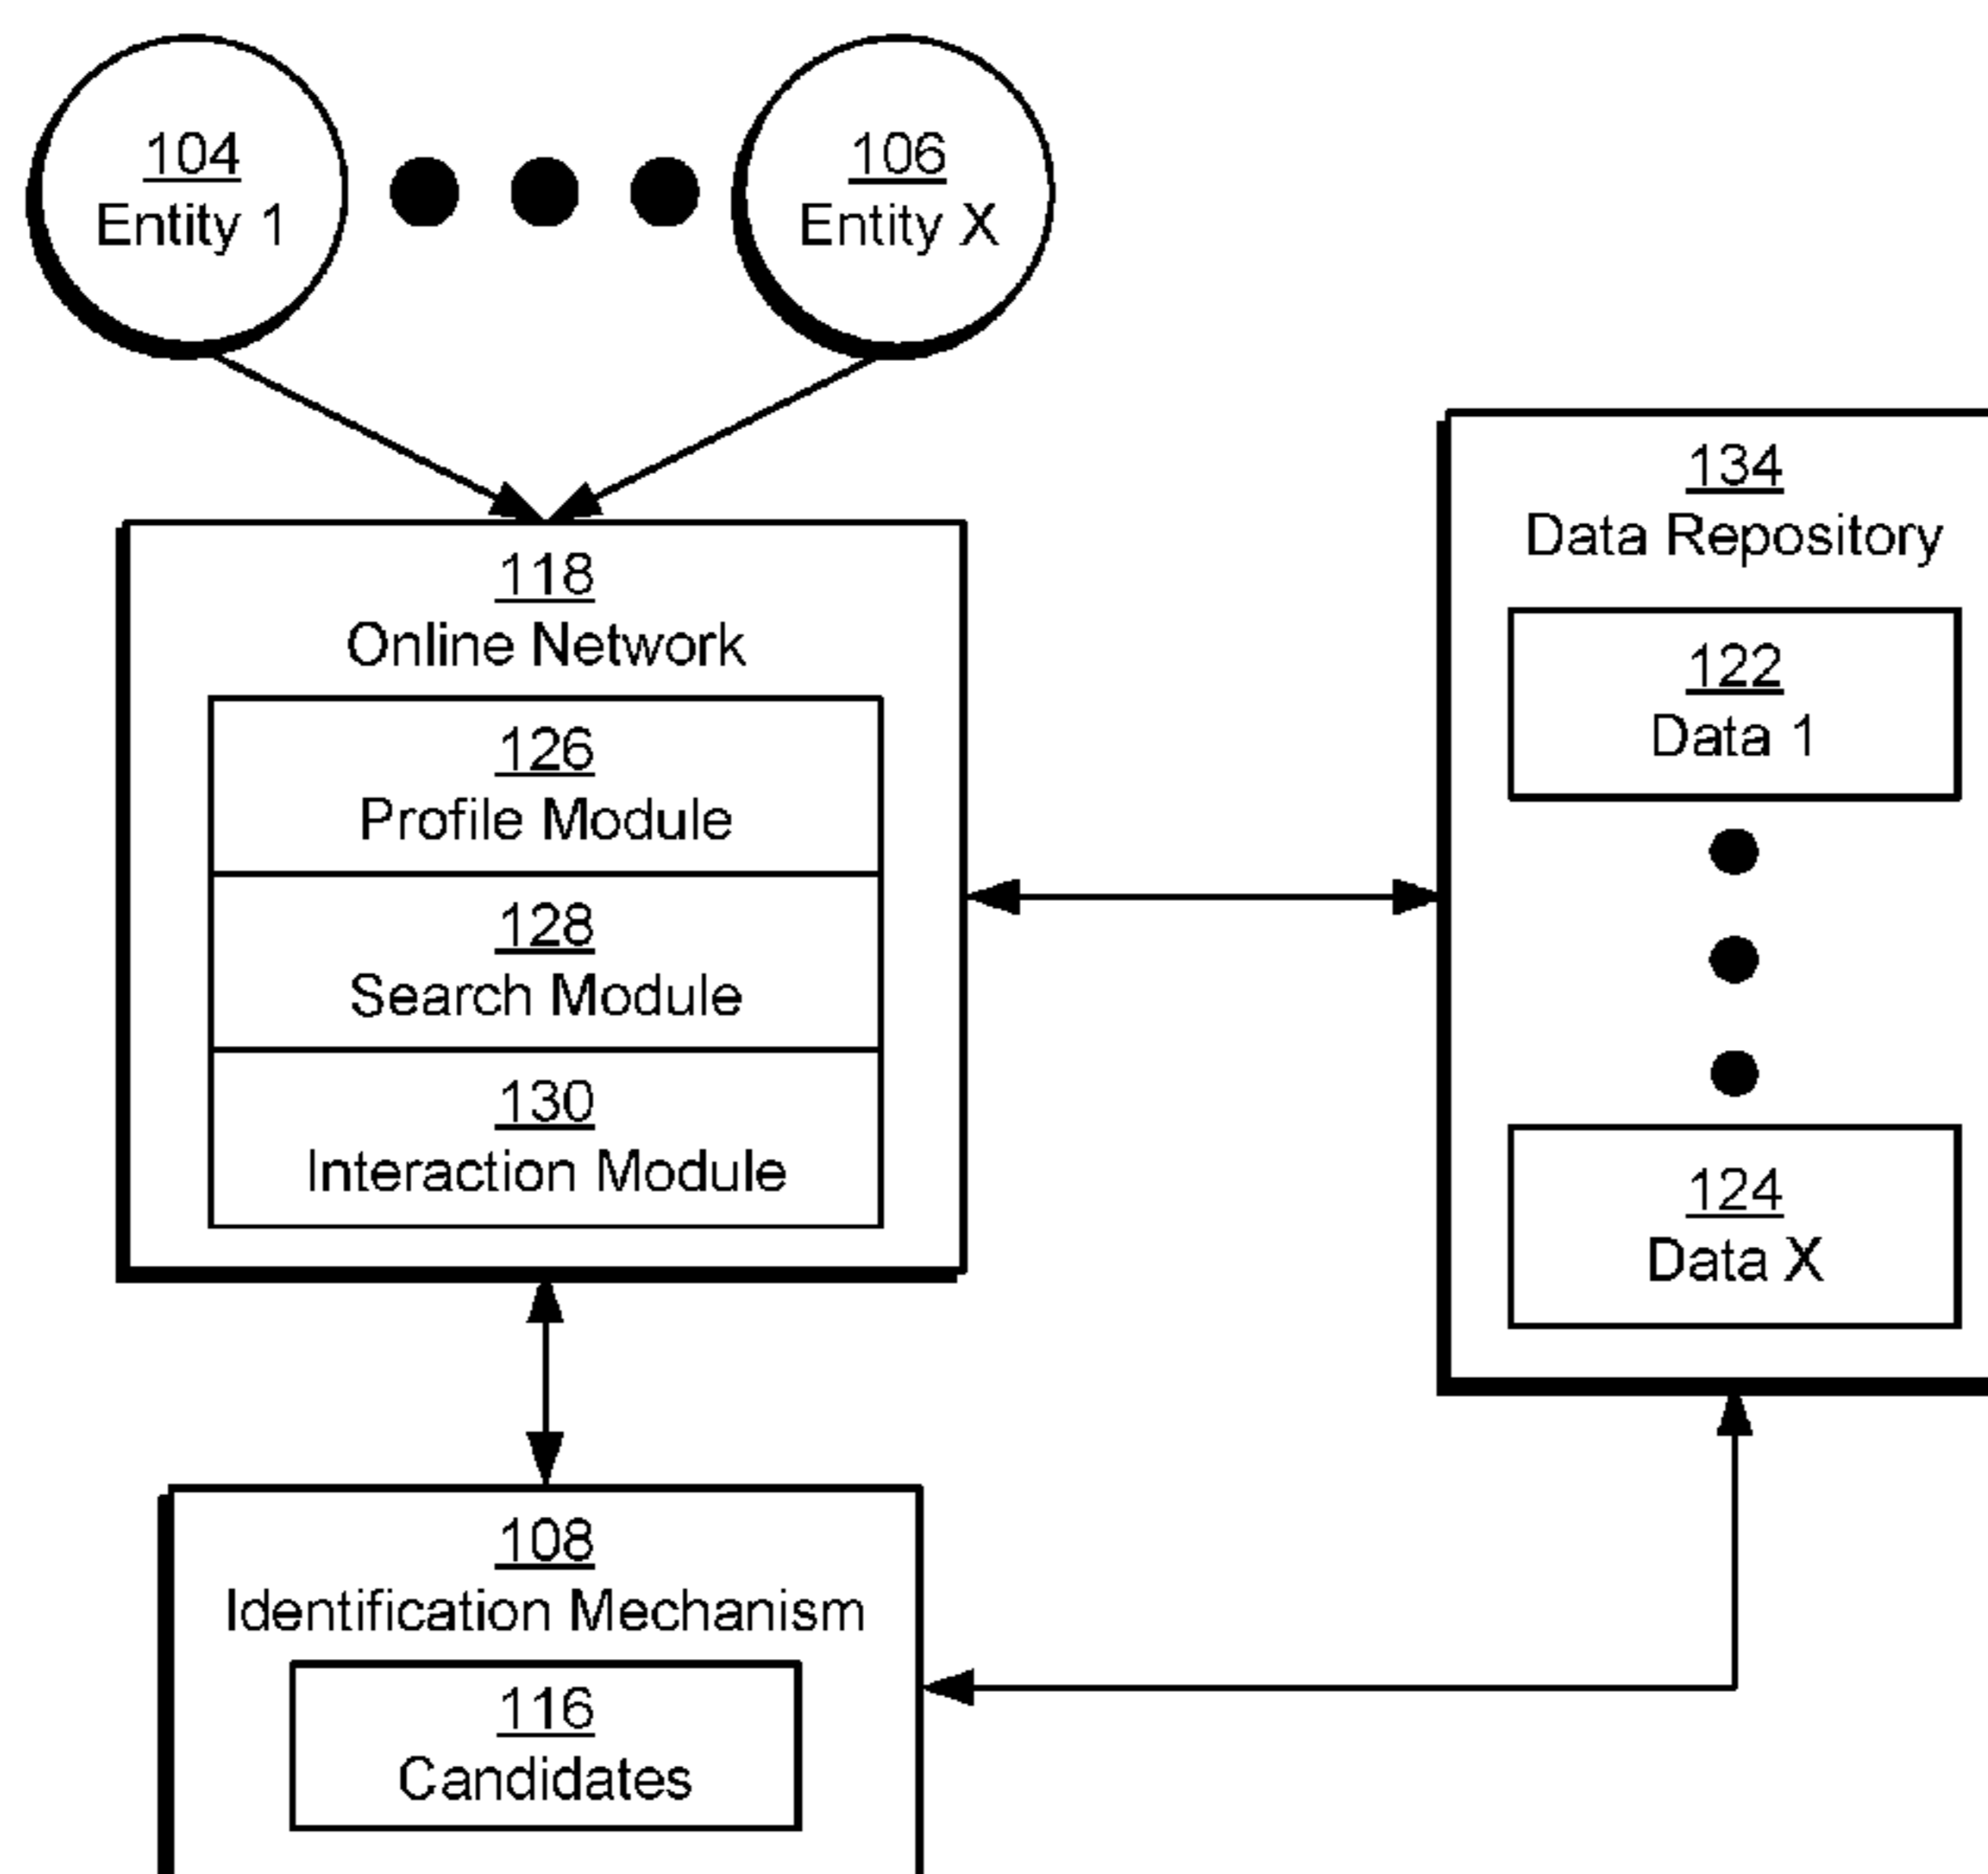 104
Entity 1
106
Entity X
118
Online Network
126
Profile Module
128
Search Module
130
Interaction Module
134
Data Repository
122
Data 1
124
Data X
108
Identification Mechanism
116
Candidates